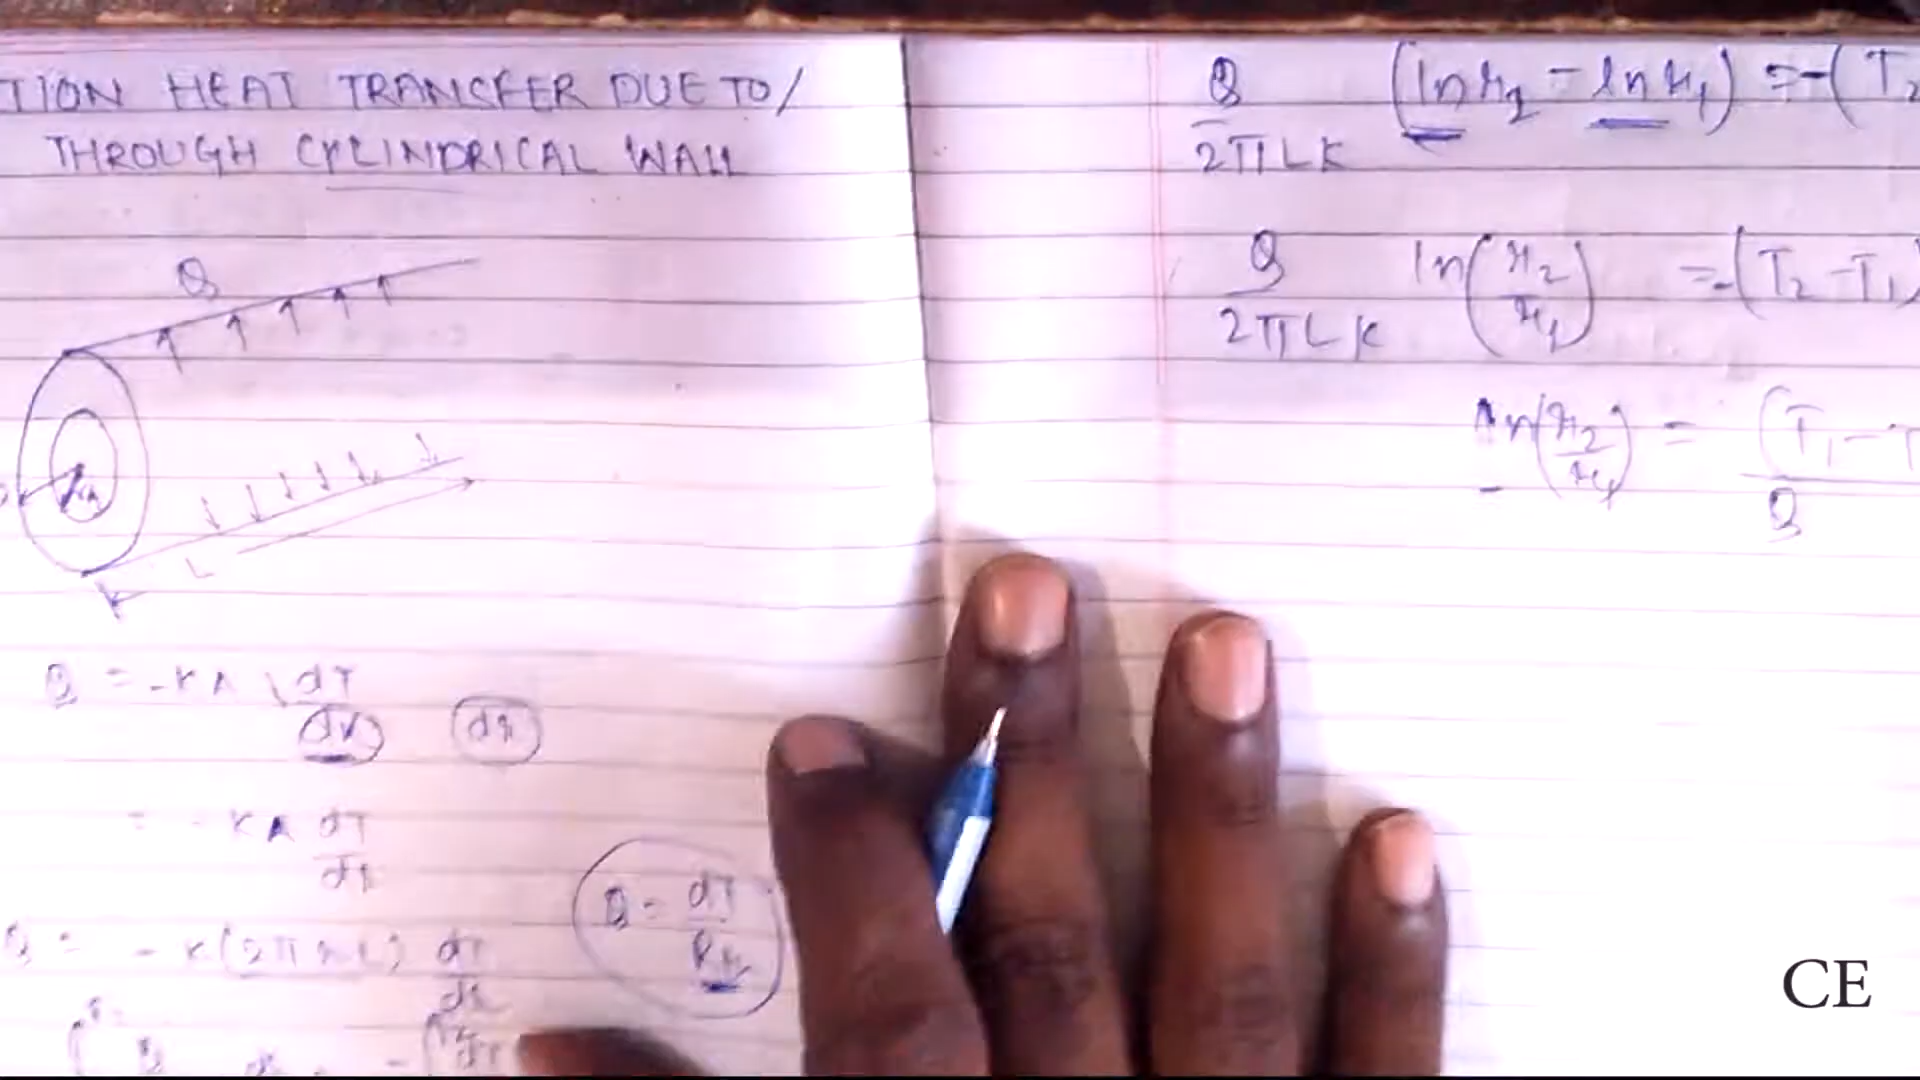 TION HEAT TRANSFER DUE TO/
THROUGH CYLINDRICAL WALL
Q
L
Q = -KA dT
dx dr
= - KA dT
dr
Q = - K(2πrL) dT
dr
Q = dT
Rth
Q (ln r2 - ln r1) = -(T2
2πLK
Q ln(r2 = -(T2 - T1)
2πLK r1)
ln(r2 = (T1 - T
r1) Q
CE